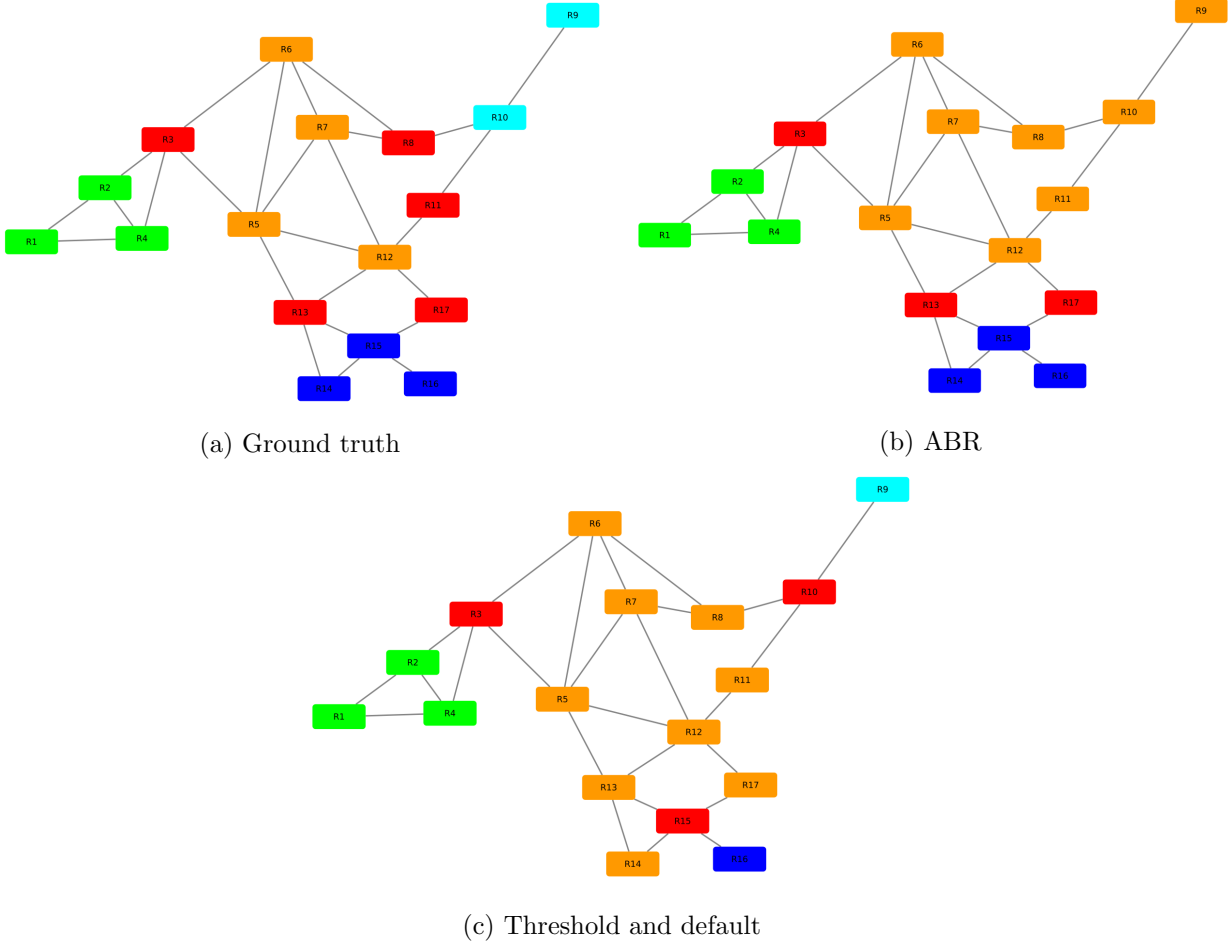 R9
R6
R10
R7
R8
R3
R2
R11
R5
R4
R1
R12
R13
R17
R15
R14
R16
(a) Ground truth
R9
R6
R10
R7
R8
R3
R2
R11
R5
R4
R1
R12
R13
R17
R15
R14
R16
(b) ABR
R9
R6
R10
R7
R8
R3
R2
R11
R5
R4
R1
R12
R13
R17
R15
R14
R16
(c) Threshold and default